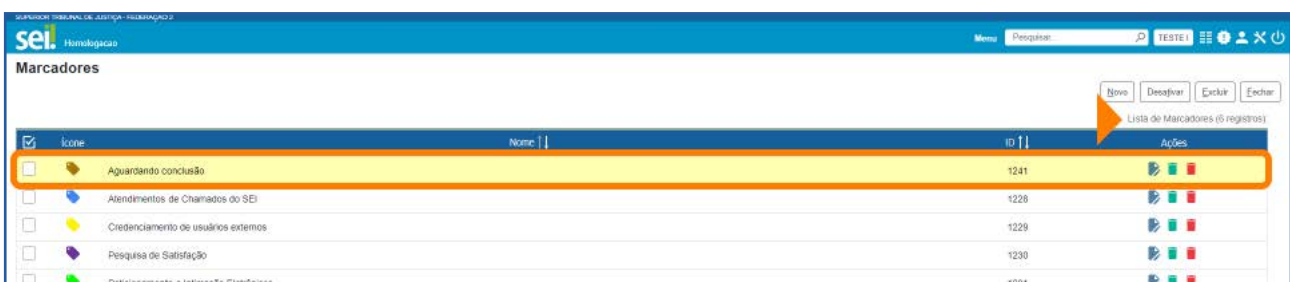 SUPERIOR TRIBUNAL DE JUSTIÇA - FEDERAÇÃO 2
sei. Homologacao Menu Pesquisar... TESTE I
Marcadores
Novo Desativar Excluir Fechar
Lista de Marcadores (6 registros):
Ícone Nome ID Ações
Aguardando conclusão 1241
Atendimentos de Chamados do SEI 1228
Credenciamento de usuários externos 1229
Pesquisa de Satisfação 1230